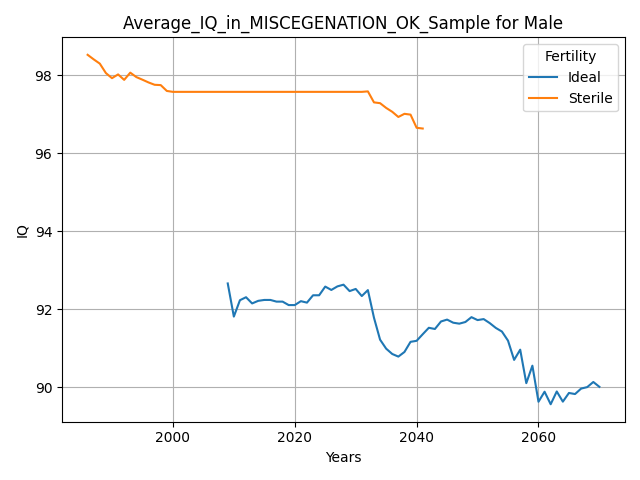 Average_IQ_in_MISCEGENATION_OK_Sample for Male
Fertility
Ideal
Sterile
98
96
94
92
90
IQ
2000
2020
2040
2060
Years